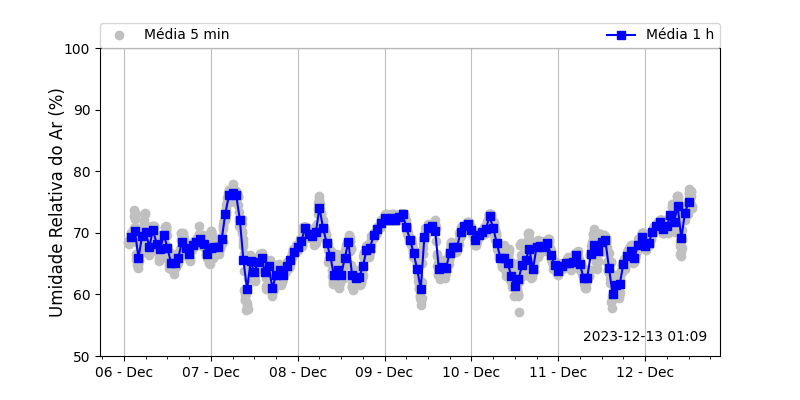 Média 5 min
Média 1 h
Umidade Relativa do Ar (%)
100
90
80
70
60
50
2023-12-13 01:09
06 - Dec
07 - Dec
08 - Dec
09 - Dec
10 - Dec
11 - Dec
12 - Dec